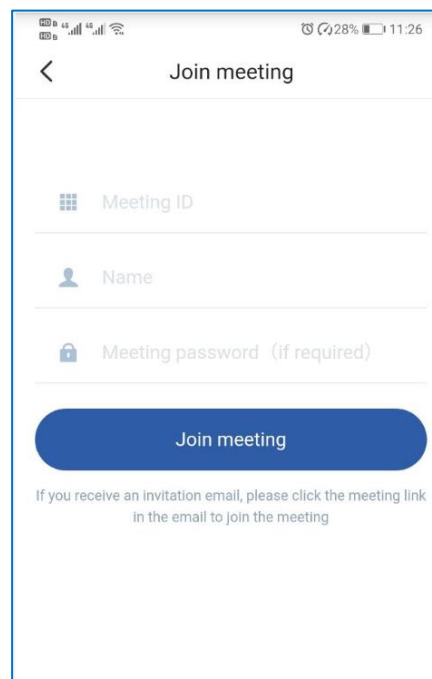 28% 11:26
Join meeting
Meeting ID
Name
Meeting password（if required）
Join meeting
If you receive an invitation email, please click the meeting link
in the email to join the meeting